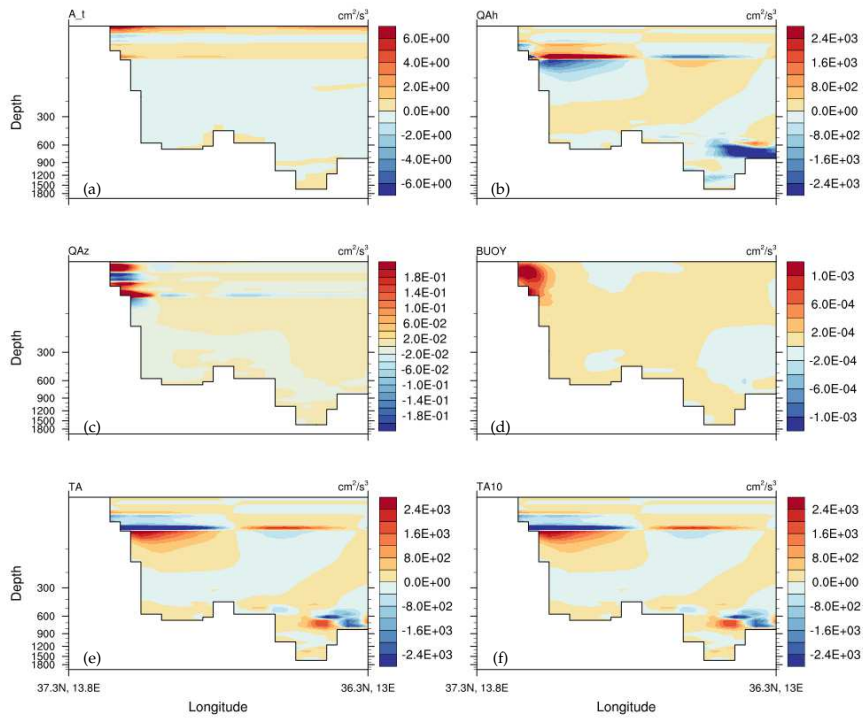 A_t cm²/s³ QAh cm²/s³
6.0E+00 2.4E+03
4.0E+00 1.6E+03
2.0E+00 8.0E+02
0.0E+00 0.0E+00
-2.0E+00 -8.0E+02
-4.0E+00 -1.6E+03
-6.0E+00 -2.4E+03
Depth
300
600
900
1200
1500
1800
(a) (b)
QAz cm²/s³ BUOY cm²/s³
1.8E-01 1.0E-03
1.4E-01 6.0E-04
1.0E-01 2.0E-04
6.0E-02 -2.0E-04
2.0E-02 -6.0E-04
-2.0E-02 -1.0E-03
-6.0E-02
-1.0E-01
-1.4E-01
-1.8E-01
Depth
300
600
900
1200
1500
1800
(c) (d)
TA cm²/s³ TA10 cm²/s³
2.4E+03 2.4E+03
1.6E+03 1.6E+03
8.0E+02 8.0E+02
0.0E+00 0.0E+00
-8.0E+02 -8.0E+02
-1.6E+03 -1.6E+03
-2.4E+03 -2.4E+03
Depth
300
600
900
1200
1500
1800
(e) (f)
37.3N, 13.8E 36.3N, 13E 37.3N, 13.8E 36.3N, 13E
Longitude Longitude